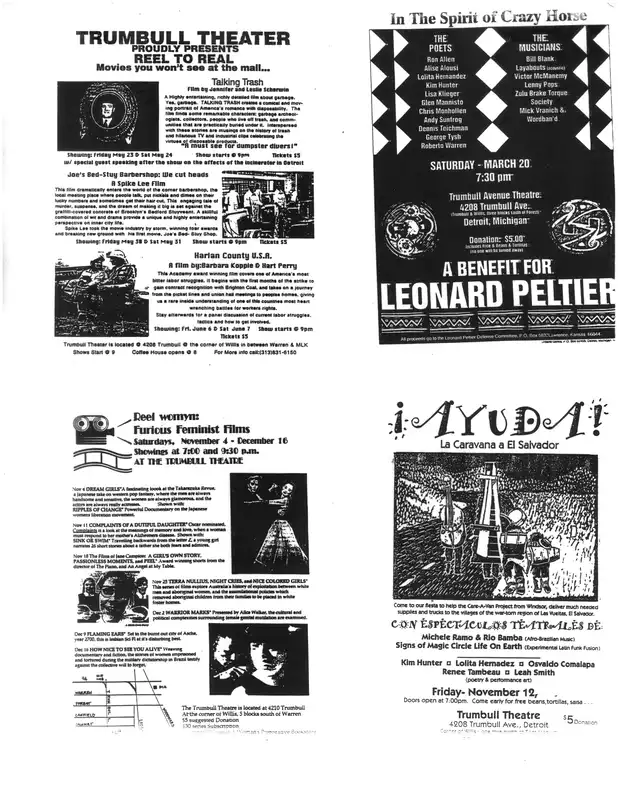 TRUMBULL THEATER
PROUDLY PRESENTS
REEL TO REAL
Movies you won't see at the mall...
Talking Trash
Film by Jennifer and Leslie Scherwin
A Highly entertaining, richly detailed film about garbage.
Yes, garbage. TALKING TRASH creates a comical and mov-
ing portrait of America's romance with disposability. The
film finds some remarkable characters: garbage archeol-
ogists, collectors, people who live off trash, and comm-
unities that are practically buried under it. Interspersed
with these stories are musings on the history of trash
and hilarious TV and industrial clips celebrating the
virtues of disposable products.
"A must see for dumpster divers!"
Showing: Friday May 23 & Sat May 24 Show starts @ 9pm Tickets $5
w/ special guest speaking after the show on the affects of the incinerator in Detroit
Joe's Bed-Stuy Barbershop: We cut heads
A Spike Lee Film
This film dramatically enters the world of the corner barbershop, the
local meeting place where people talk, put nickels and dimes on their
lucky numbers and sometimes get their hair cut. This engaging tale of
murder, suspense, and the dream of making it big is set against the
graffiti-covered concrete of Brooklyn's Bedford Stuyvesant. A skillful
combination of wit and drama provide a unique and highly entertaining
perspective on inner city life.
Spike Lee took the movie industry by storm, winning four awards
and breaking new ground with his first movie, Joe's Bed-Stuy Shop.
Showing: Friday May 30 & Sat May 31 Show starts @ 9pm Tickets $5
Harlan County U.S.A.
A film by:Barbara Kopple & Hart Perry
This Academy award winning film covers one of America's most
bitter labor struggles. It begins with the first months of the strike to
gain contract recognition with Brighton Coal, and takes on a journey
from the picket lines and union hall meetings to peoples homes, giving
us a rare inside understanding of one of this countries most heart
wrenching battles for workers rights.
Stay afterwards for a panel discussion of current labor struggles,
tactics and how to get involved.
Showing: Fri. June 6 & Sat June 7 Show starts @ 9pm
Tickets $5
Trumbull Theater is located @ 4208 Trumbull @ the corner of Willis in between Warren & MLK
Shows Start @ 9 Coffee House opens @ 8 For More info call:(313)831-6150
In The Spirit of Crazy Horse
THE POETS
Ron Allen
Alise Alousi
Lolita Hernandez
Kim Hunter
Lisa Klieger
Glen Mannisto
Chris Monhollen
Andy Suntrog
Dennis Teichman
George Tysh
Roberto Warren
THE MUSICIANS
Bill Blank
Layabouts (acoustic)
Victor McManemy
Lenny Pops
Zulu Brake Torque
Society
Mick Vranich &
Wordban'd
SATURDAY - MARCH 20
7:30 pm
Trumbull Avenue Theatre:
4208 Trumbull Ave.
(Trumbull & Willis, three blocks south of Forest)
Detroit, Michigan
Donation: $5.00
A BENEFIT FOR
LEONARD PELTIER
All proceeds go to the Leonard Peltier Defense Committee, P.O. Box 583, Lawrence, Kansas 66044
Reel womyn:
Furious Feminist Films
Saturdays, November 4 - December 16
Showings at 7:00 and 9:30 p.m.
AT THE TRUMBULL THEATRE
Nov 4 DREAM GIRLS"A fascinating loook at the Takarazuka Revue,
a Japanese take on western pop fantasy, where the men are always
handsome and sensitive, the women are always glamorous, and the
actors are always really actresses. Shown with:
RIPPLES OF CHANGE" Powerful Documentary on the Japanese
womens liberation movement.
Nov 11 COMPLAINTS OF A DUTIFUL DAUGHTER" Oscar nominated.
Complaints is a look at the meanings of memory and love, when a woman
must respond to her mother's Alzheimers disease. Shown with:
SINK OR SWIM" Travelling backwards from the letter Z, a young girl
narrates 26 short stories about a father she both fears and admires.
Nov 18 The Films of Jane Campion: A GIRL'S OWN STORY,
PASSIONLESS MOMENTS, and PEEL" Award winning shorts from the
director of The Piano, and An Angel at My Table.
Nov 25 TERRA NULLIUS, NIGHT CRIES, and NICE COLORED GIRLS"
This series of films explores Australia's history of exploitation between white
men and aboriginal women, and the assimilationist policies which
removed aboriginal children from their families to be placed in white
foster homes.
Dec 2 WARRIOR MARKS" Presented by Alice Walker, the cultural and
political complexities surrounding female genital mutilation are examined.
Dec 9 FLAMING EARS" Set in the burnt out city of Asche,
year 2700, this is lesbian Sci Fi at it's disturbing best.
Dec 16 HOW NICE TO SEE YOU ALIVE" Weaving
documentary and fiction, the stories of women imprisoned
and tortured during the military dictatorship in Brazil testify
against the collective will to forget.
WARREN
FOREST
CANFIELD
The Trumbull Theatre is located at 4210 Trumbull
At the corner of Willis, 5 blocks south of Warren
$5 suggested Donation
¡AYUDA!
La Caravana a El Salvador
Come to our fiesta to help the Care-A-Van Project from Windsor, deliver much needed
supplies and trucks to the villages of the war-torn region of Las Vueltas, El Salvador.
CON ESPECTACULOS TEATRALES DE:
Michele Ramo & Rio Bamba (Afro-Brazilian Music)
Signs of Magic Circle Life On Earth (Experimental Latin Funk Fusion)
Kim Hunter Lolita Hernadez Osvaldo Comalapa
Renee Tambeau Leah Smith
(poetry & perfomance art)
Friday- November 12,
Doors open at 7:00pm. Come early for free beans, tortillas, salsa . . .
Trumbull Theatre
4208 Trumbull Ave., Detroit
$5 Donation